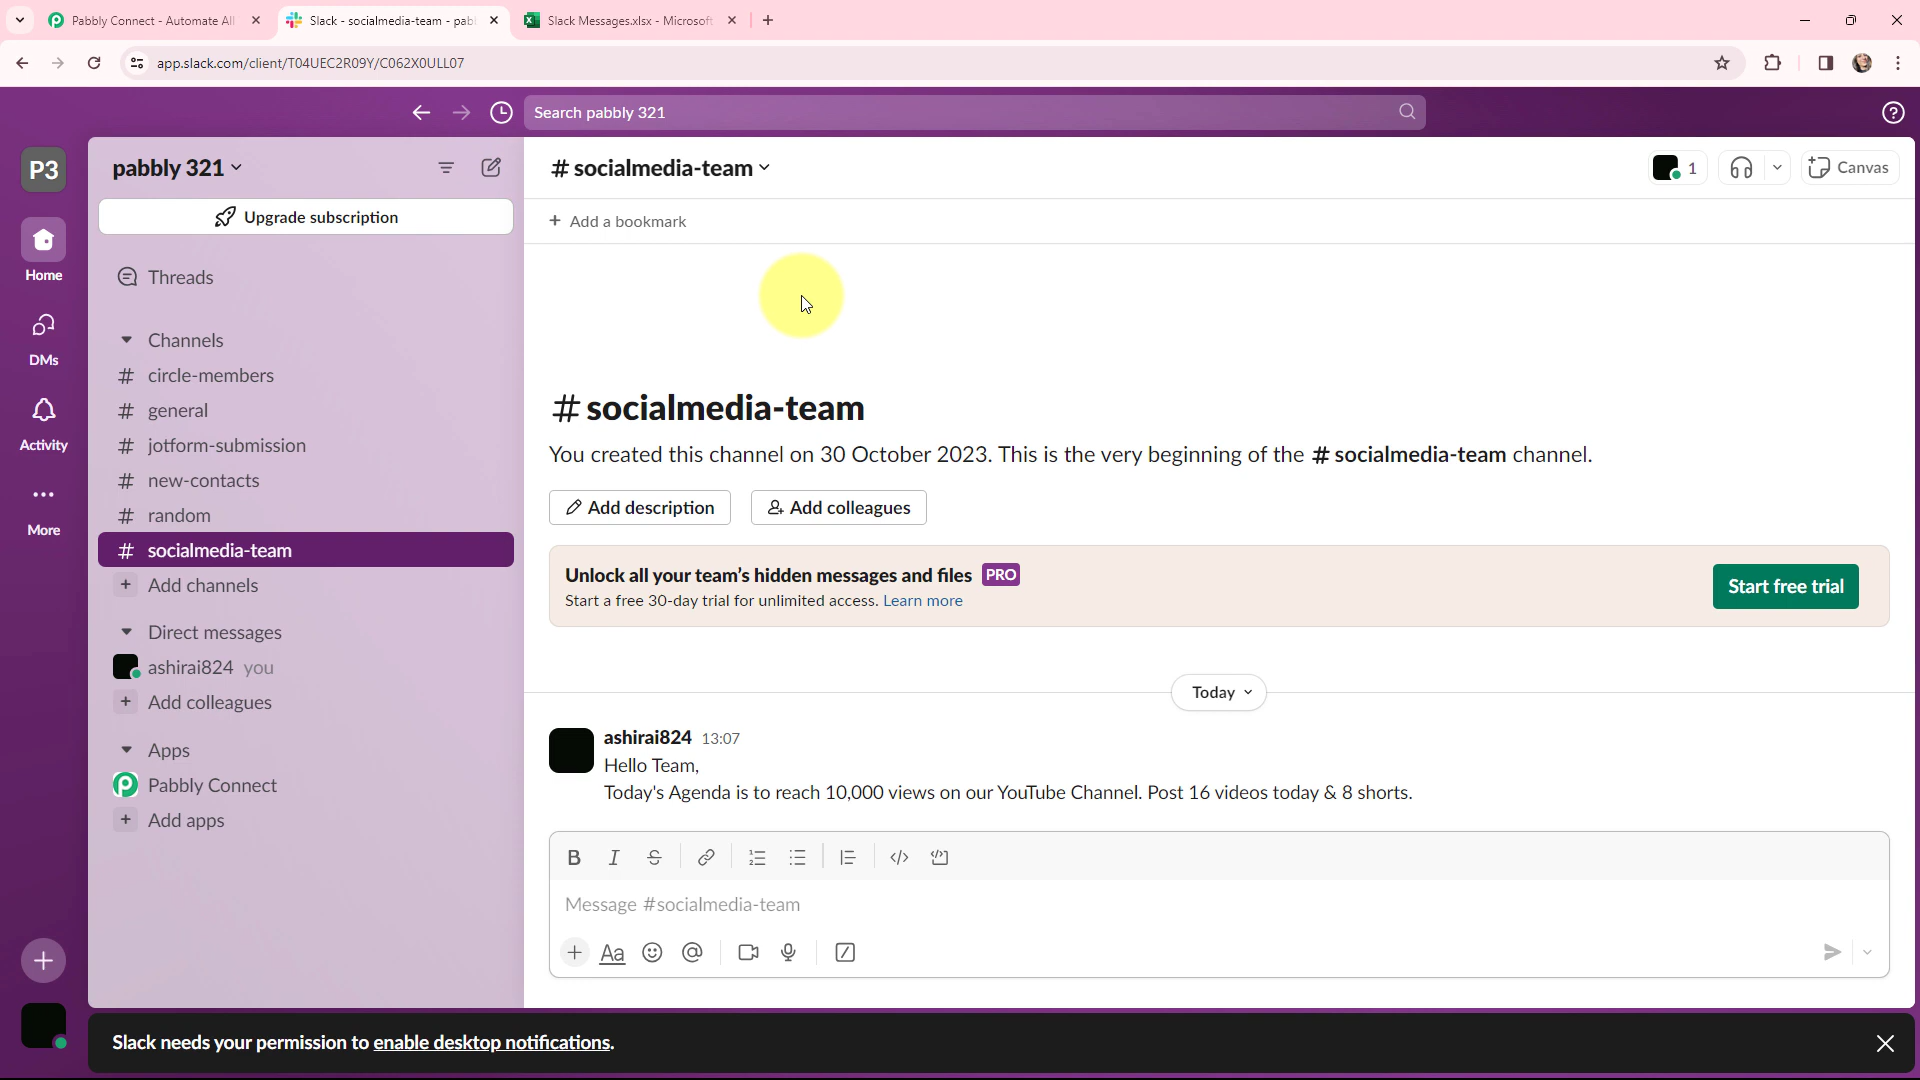 Pabbly Connect - Automate All
Slack - socialmedia-team - pab
Slack Messages.xlsx - Microsoft
app.slack.com/client/T04UEC2R09Y/C062X0ULL07
Search pabbly 321
P3
pabbly 321
# socialmedia-team
1
Canvas
Upgrade subscription
+ Add a bookmark
Home
Threads
DMs
Channels
# circle-members
# general
Activity
# jotform-submission
# new-contacts
# random
More
# socialmedia-team
+ Add channels
Direct messages
ashirai824 you
+ Add colleagues
Apps
Pabbly Connect
+ Add apps
# socialmedia-team
You created this channel on 30 October 2023. This is the very beginning of the # socialmedia-team channel.
Add description
Add colleagues
Unlock all your team's hidden messages and files PRO
Start a free 30-day trial for unlimited access. Learn more
Start free trial
Today
ashirai824 13:07
Hello Team,
Today's Agenda is to reach 10,000 views on our YouTube Channel. Post 16 videos today & 8 shorts.
Message #socialmedia-team
Slack needs your permission to enable desktop notifications.